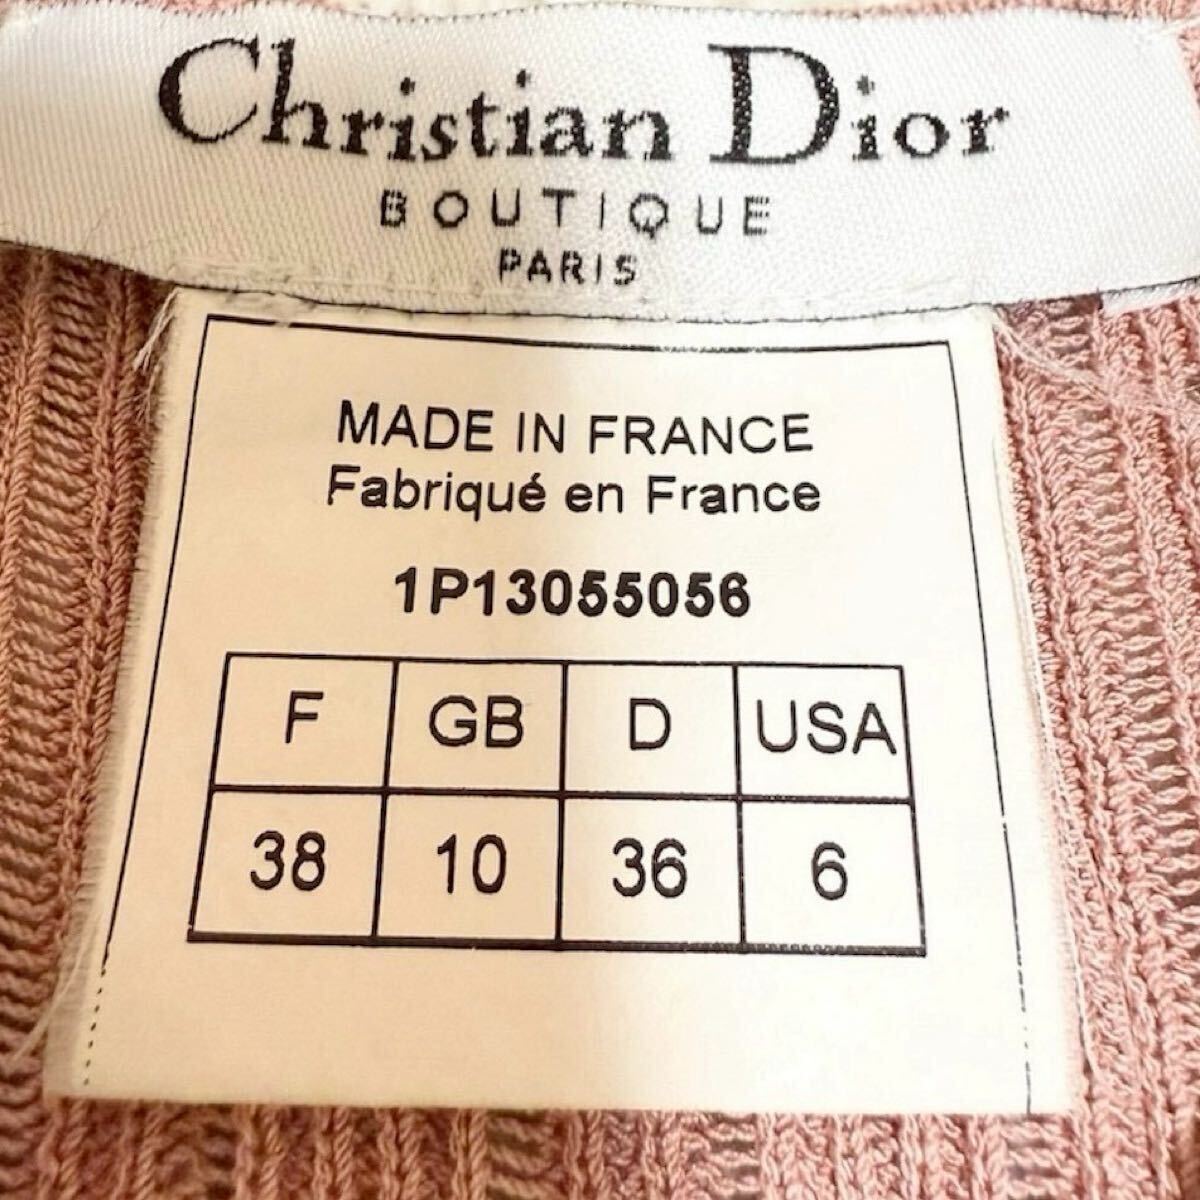 Christian Dior
BOUTIQUE
PARIS
MADE IN FRANCE
Fabriqué en France
1P13055056
F GB D USA
38 10 36 6